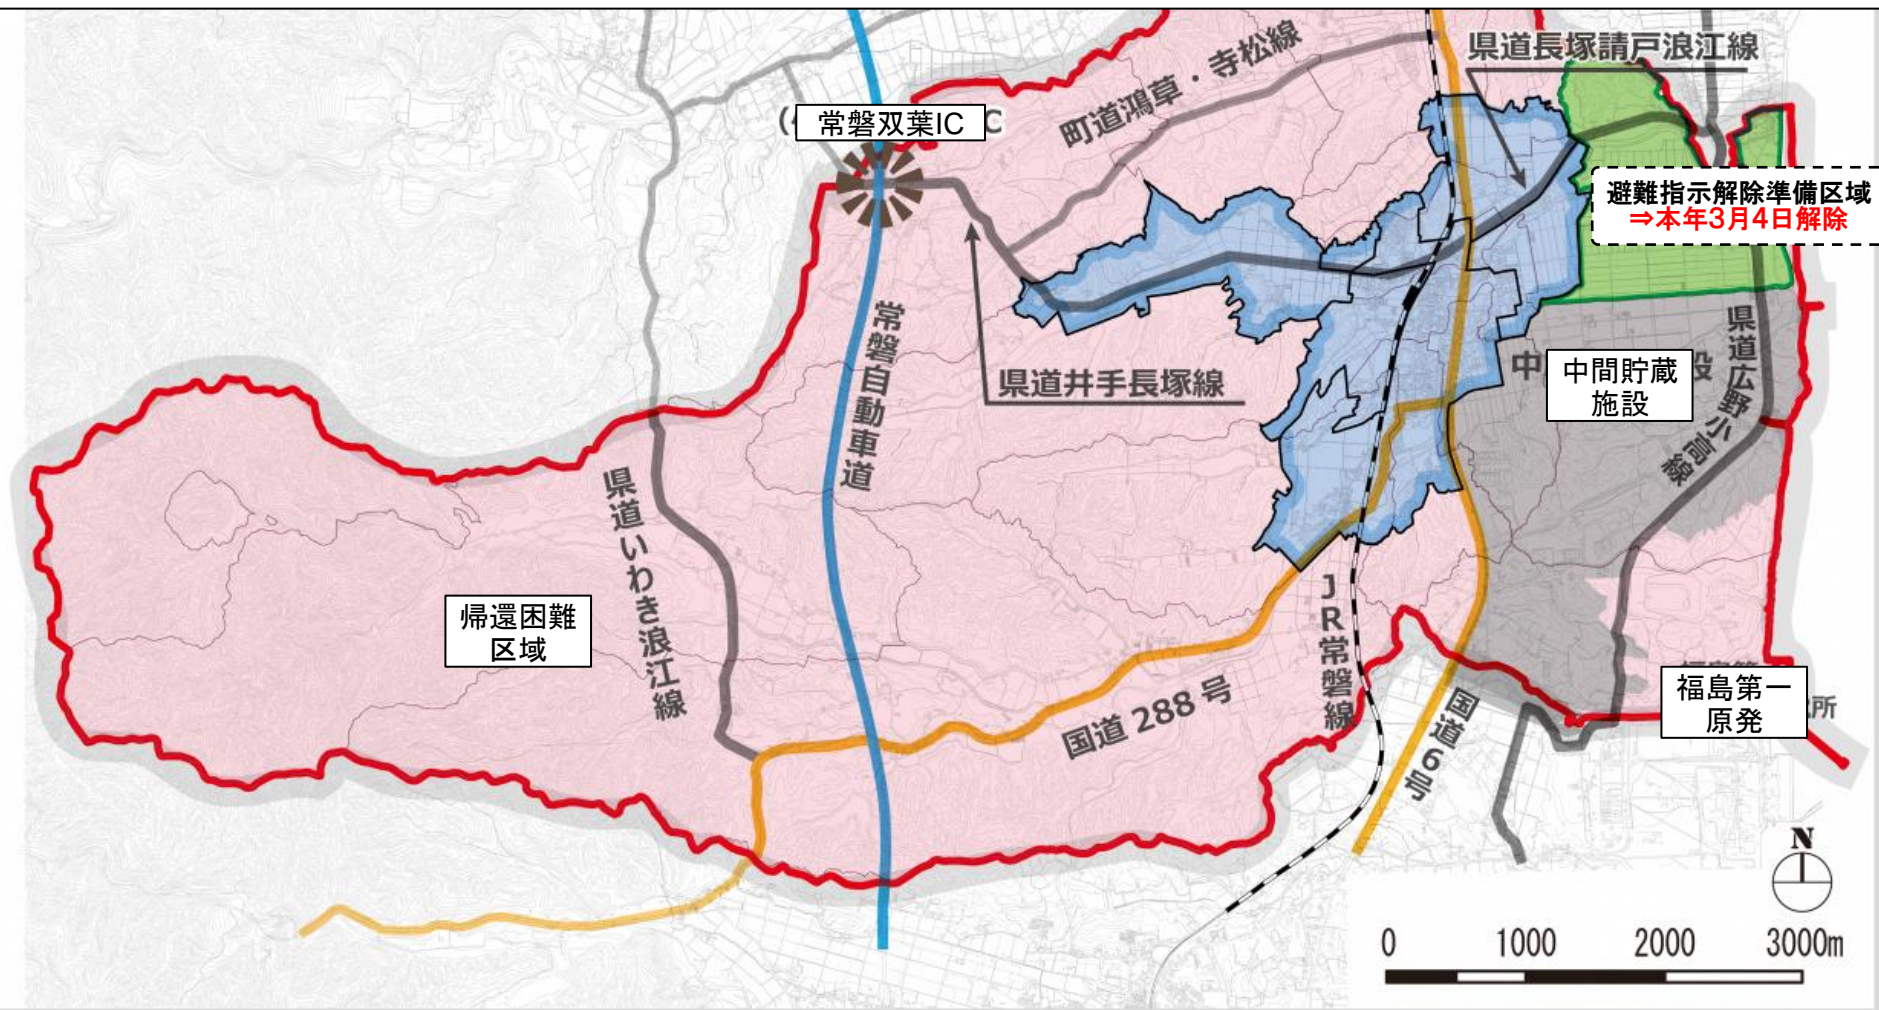 県道長塚請戸浪江線
町道鴻草・寺松線
常磐双葉IC
避難指示解除準備区域
⇒本年3月4日解除
常磐自動車道
県道井手長塚線
県道広野小高線
中間貯蔵
施設
県道いわき浪江線
帰還困難
区域
JR常磐線
国道288号
国道6号
福島第一
原発
所
N
0 1000 2000 3000m